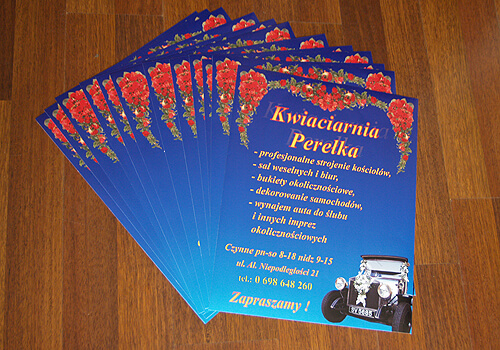 Kwiaciarnia
Perełka
- profesjonalne strojenie kościołów,
- sal weselnych i biur,
- bukiety okolicznościowe,
- dekorowanie samochodów,
- wynajem auta do ślubu
i innych imprez
okolicznościowych
Czynne pn-so 8-18 nidz 9-15
ul. Al. Niepodległości 21
tel.: 0 698 648 260
Zapraszamy !